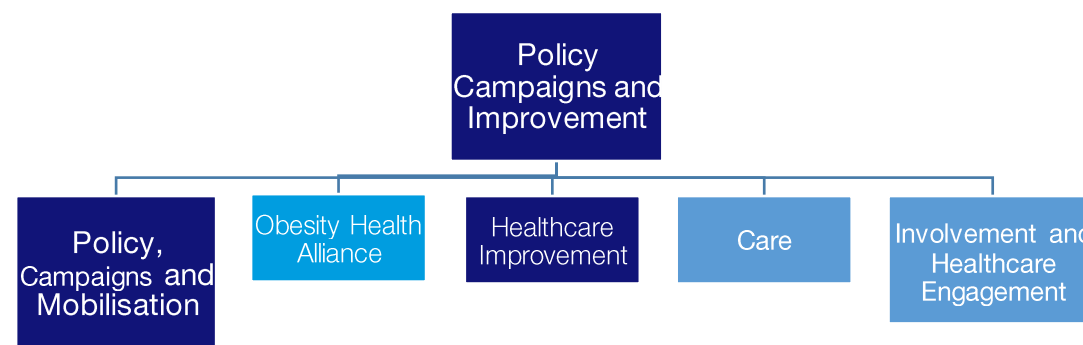 Policy
Campaigns and
Improvement
Policy,
Campaigns and
Mobilisation
Obesity Health
Alliance
Healthcare
Improvement
Care
Involvement and
Healthcare
Engagement